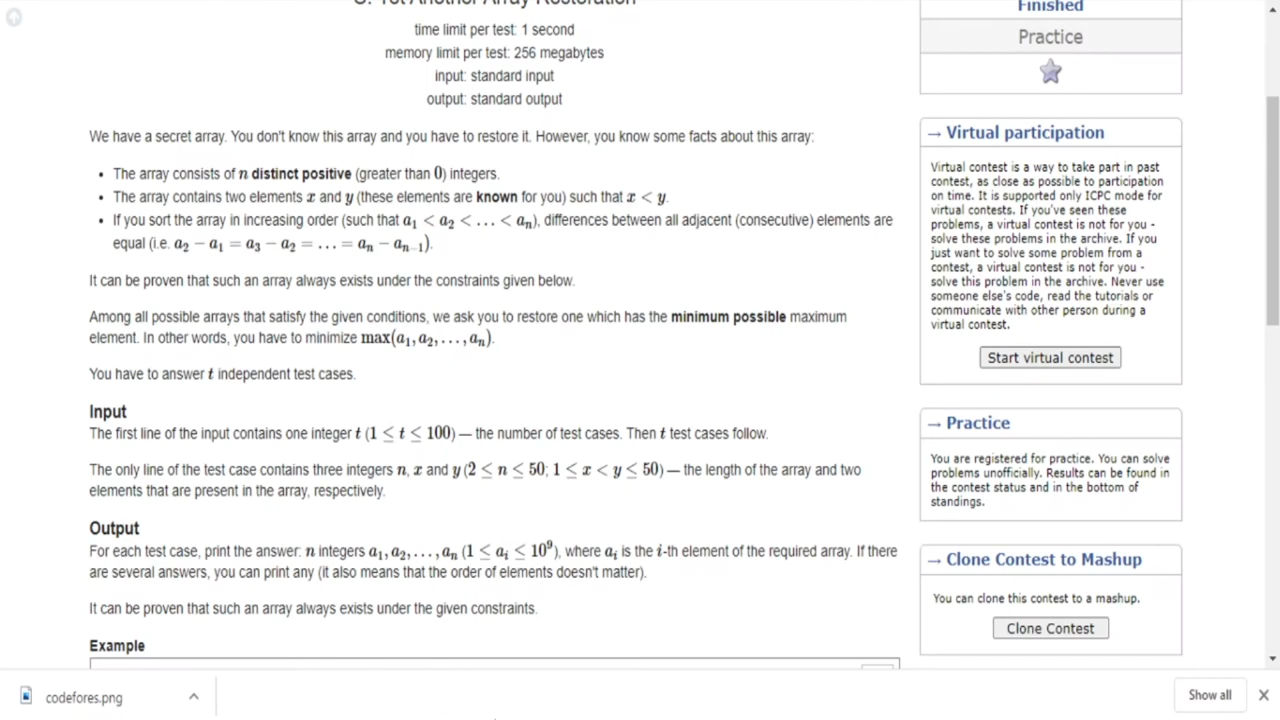 C. Yet Another Array Restoration
time limit per test: 1 second
memory limit per test: 256 megabytes
input: standard input
output: standard output
We have a secret array. You don't know this array and you have to restore it. However, you know some facts about this array:
• The array consists of n distinct positive (greater than 0) integers.
• The array contains two elements x and y (these elements are known for you) such that x < y.
• If you sort the array in increasing order (such that a₁ < a₂ < … < aₙ), differences between all adjacent (consecutive) elements are
equal (i.e. a₂ − a₁ = a₃ − a₂ = … = aₙ − aₙ₋₁).
It can be proven that such an array always exists under the constraints given below.
Among all possible arrays that satisfy the given conditions, we ask you to restore one which has the minimum possible maximum
element. In other words, you have to minimize max(a₁, a₂, …, aₙ).
You have to answer t independent test cases.
Input
The first line of the input contains one integer t (1 ≤ t ≤ 100) — the number of test cases. Then t test cases follow.
The only line of the test case contains three integers n, x and y (2 ≤ n ≤ 50; 1 ≤ x < y ≤ 50) — the length of the array and two
elements that are present in the array, respectively.
Output
For each test case, print the answer: n integers a₁, a₂, …, aₙ (1 ≤ aᵢ ≤ 10⁹), where aᵢ is the i-th element of the required array. If there
are several answers, you can print any (it also means that the order of elements doesn't matter).
It can be proven that such an array always exists under the given constraints.
Example
Finished
Practice
→ Virtual participation
Virtual contest is a way to take part in past
contest, as close as possible to participation
on time. It is supported only ICPC mode for
virtual contests. If you've seen these
problems, a virtual contest is not for you -
solve these problems in the archive. If you
just want to solve some problem from a
contest, a virtual contest is not for you -
solve this problem in the archive. Never use
someone else's code, read the tutorials or
communicate with other person during a
virtual contest.
Start virtual contest
→ Practice
You are registered for practice. You can solve
problems unofficially. Results can be found in
the contest status and in the bottom of
standings.
→ Clone Contest to Mashup
You can clone this contest to a mashup.
Clone Contest
codefores.png
Show all